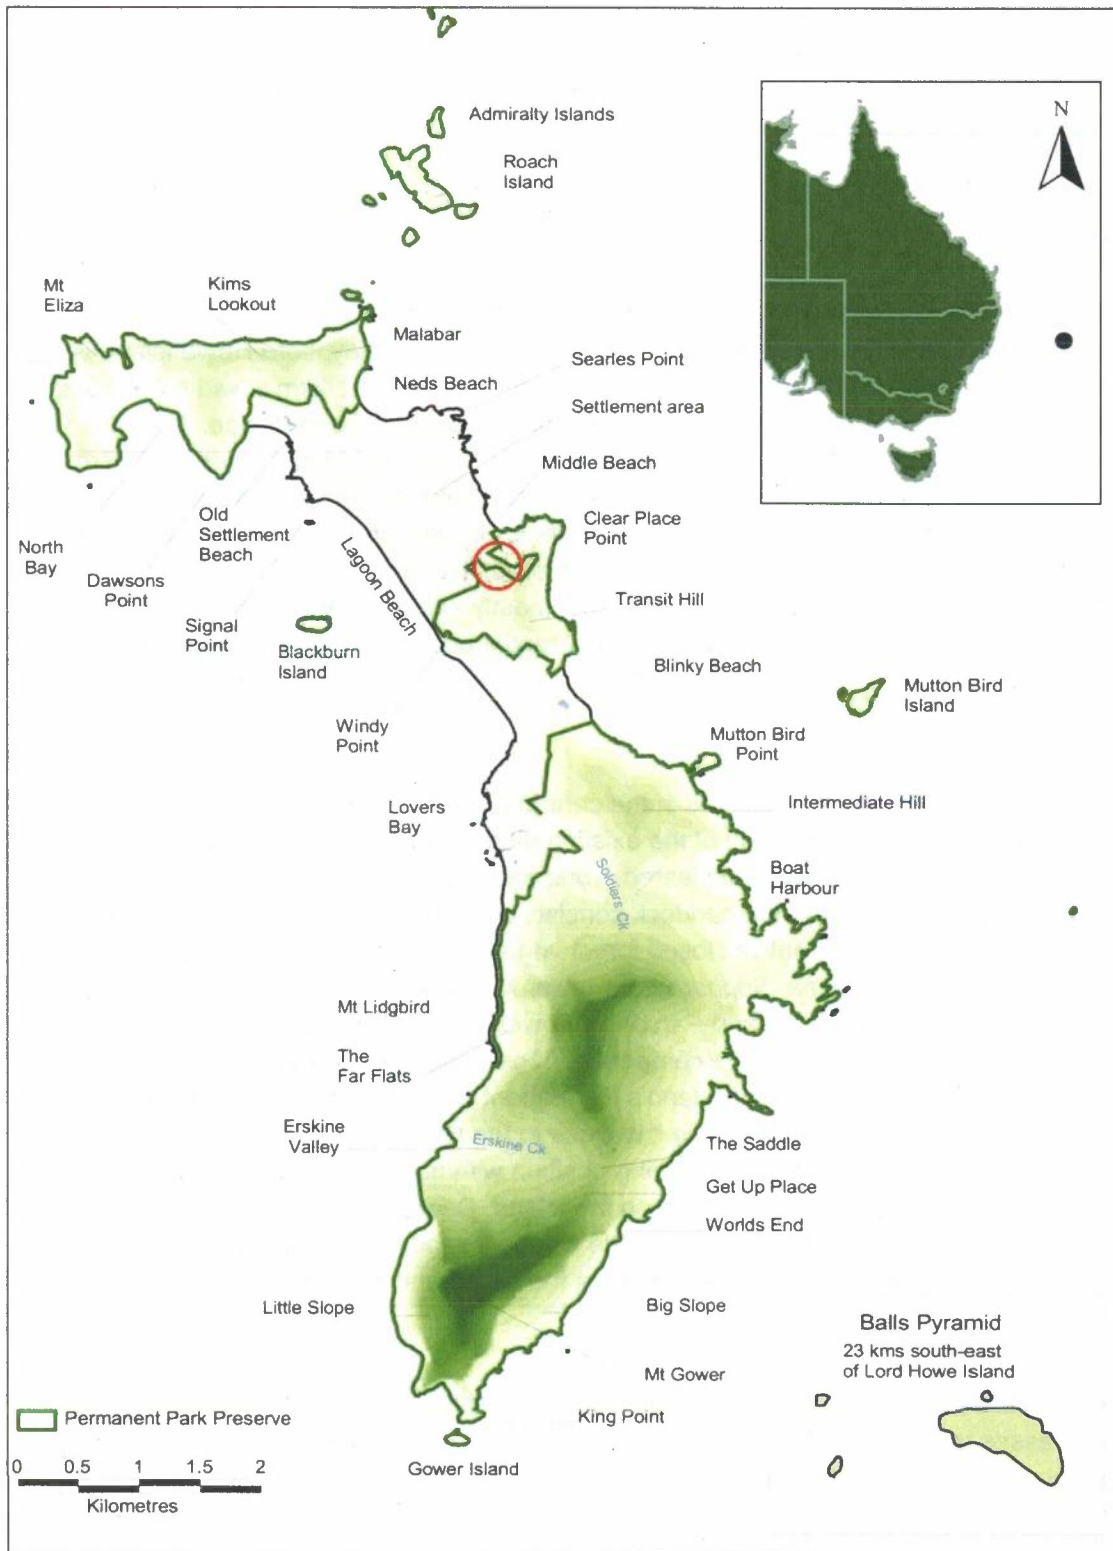 Admiralty Islands
N
Roach
Island
Mt
Eliza
Kims
Lookout
Malabar
Searles Point
Neds Beach
Settlement area
Middle Beach
Old
Settlement
Beach
Clear Place
Point
North
Bay
Dawsons
Point
Lagoon Beach
Transit Hill
Signal
Point
Blackburn
Island
Blinky Beach
Mutton Bird
Island
Windy
Point
Mutton Bird
Point
Lovers
Bay
Intermediate Hill
Soldiers Ck
Boat
Harbour
Mt Lidgbird
The
Far Flats
Erskine
Valley
Erskine Ck
The Saddle
Get Up Place
Worlds End
Little Slope
Big Slope
Balls Pyramid
23 kms south-east
of Lord Howe Island
Mt Gower
Permanent Park Preserve
King Point
0 0.5 1 1.5 2
Kilometres
Gower Island